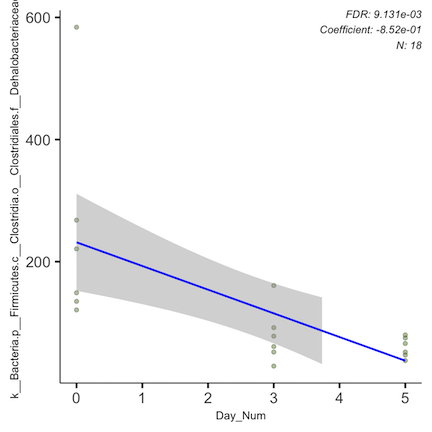 FDR: 9.131e-03
Coefficient: -8.52e-01
N: 18
600
400
200
k__Bacteria.p__Firmicutes.c__Clostridia.o__Clostridiales.f__Dehalobacteriacea
0 1 2 3 4 5
Day_Num